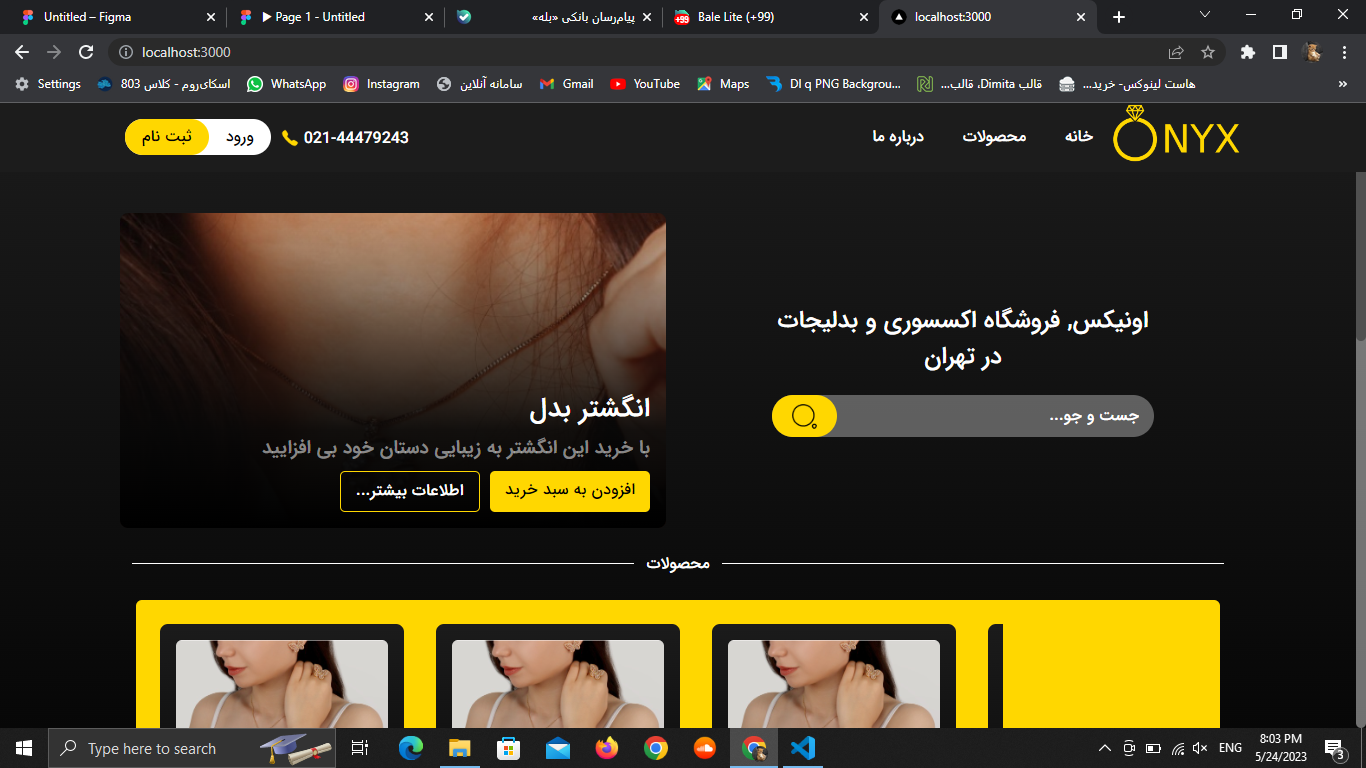 Untitled – Figma
▶ Page 1 - Untitled
پیام‌رسان بانکی «بله»
Bale Lite (+99)
localhost:3000
localhost:3000
Settings
اسکای‌روم - کلاس 803
WhatsApp
Instagram
سامانه آنلاین
Gmail
YouTube
Maps
Dl q PNG Backgrou...
قالب Dimita، قالب...
هاست لینوکس- خرید...
»
ONYX
خانه
محصولات
درباره ما
021-44479243
ورود
ثبت نام
اونیکس, فروشگاه اکسسوری و بدلیجات
در تهران
جست و جو...
انگشتر بدل
با خرید این انگشتر به زیبایی دستان خود بی افزایید
افزودن به سبد خرید
اطلاعات بیشتر...
محصولات
Type here to search
ENG
8:03 PM
5/24/2023
3